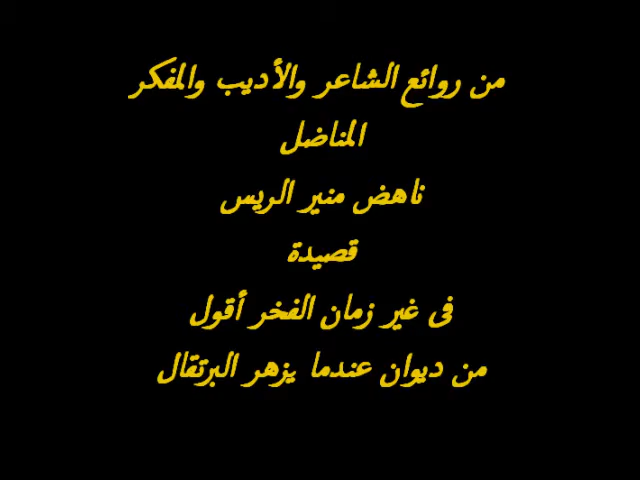 من روائع الشاعر والأديب والمفكر
المناضل
ناهض منير الريس
قصيدة
فى غير زمان الفخر أقول
من ديوان عندما يزهر البرتقال